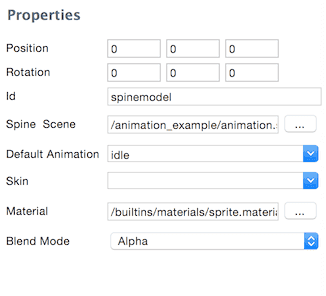 Properties
Position 0 0 0
Rotation 0 0 0
Id spinemodel
Spine Scene /animation_example/animation. ...
Default Animation idle
Skin
Material /builtins/materials/sprite.materia ...
Blend Mode Alpha